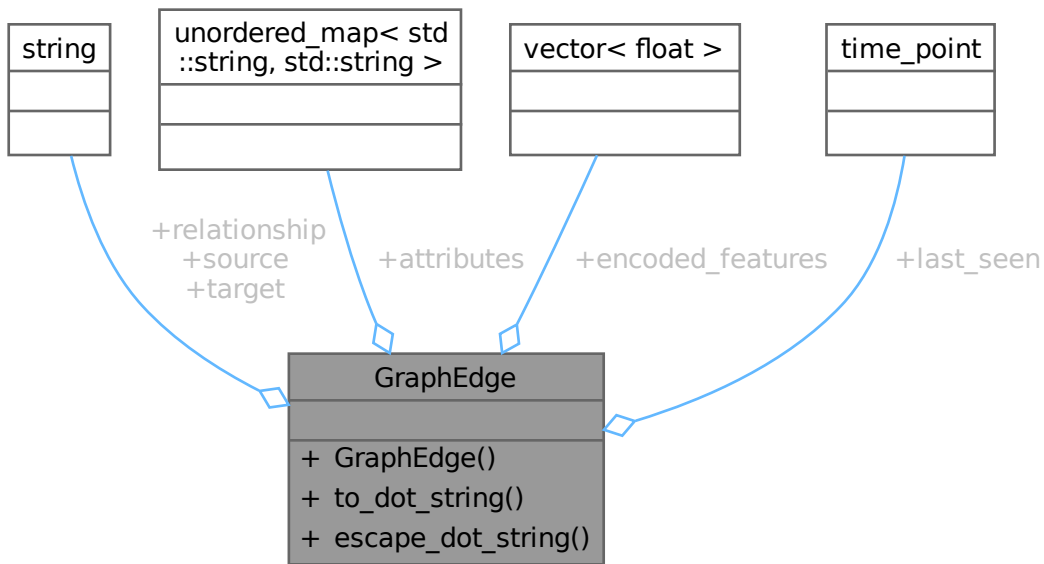 string
unordered_map< std
::string, std::string >
vector< float >
time_point
+relationship
+source
+target
+attributes
+encoded_features
+last_seen
GraphEdge
+ GraphEdge()
+ to_dot_string()
+ escape_dot_string()